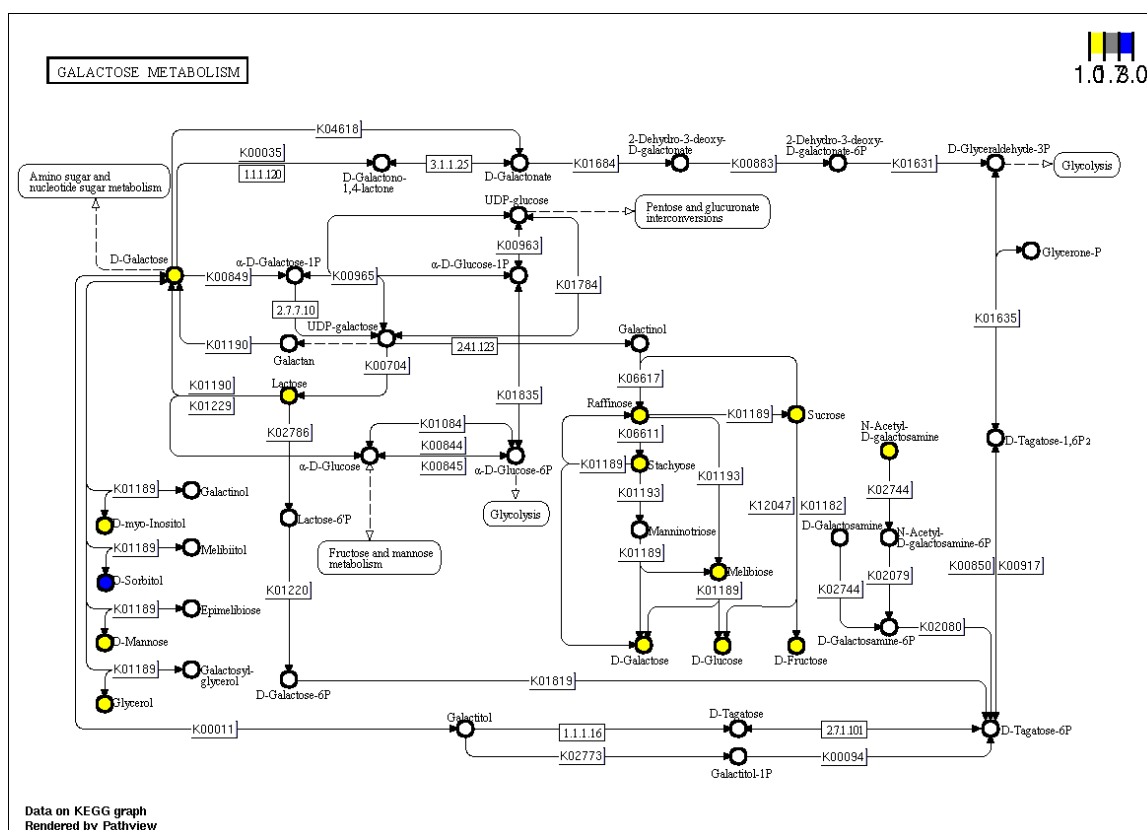 GALACTOSE METABOLISM
K04618
K00035
1.1.1.120
D-Galactono-
1,4-lactone
3.1.1.25
D-Galactonate
K01684
2-Dehydro-3-deoxy-
D-galactonate
K00883
2-Dehydro-3-deoxy-
D-galactonate-6P
K01631
D-Glyceraldehyde-3P
Glycolysis
Amino sugar and
nucleotide sugar metabolism
UDP-glucose
Pentose and glucuronate
interconversions
K00963
D-Galactose
K00849
α-D-Galactose-1P
K00965
α-D-Glucose-1P
K01784
Glycerone-P
2.7.7.10
UDP-galactose
K01635
K01190
Galactan
K00704
2.4.1.123
Galactinol
K01190
K01229
Lactose
K01835
K06617
Raffinose
K01189
Sucrose
K02786
K01084
K00844
K00845
α-D-Glucose
α-D-Glucose-6P
K06611
K01189
Stachyose
K01193
K01193
N-Acetyl-
D-galactosamine
D-Tagatose-1,6P2
K02744
K01189
Galactinol
D-myo-Inositol
K01189
Melibiitol
D-Sorbitol
K01189
Epimelibiose
D-Mannose
K01189
Galactosyl-
glycerol
Glycerol
Lactose-6'P
Glycolysis
Fructose and mannose
metabolism
Manninotriose
K01189
Melibiose
K01189
K12047
K01182
D-Galactosamine
N-Acetyl-
D-galactosamine-6P
K02744
K02079
K00850
K00917
K01220
D-Galactosamine-6P
K02080
D-Galactose
D-Glucose
D-Fructose
D-Galactose-6P
K01819
K00011
Galactitol
1.1.1.16
D-Tagatose
2.7.1.101
D-Tagatose-6P
K02773
Galactitol-1P
K00094
Data on KEGG graph
Rendered by Pathview